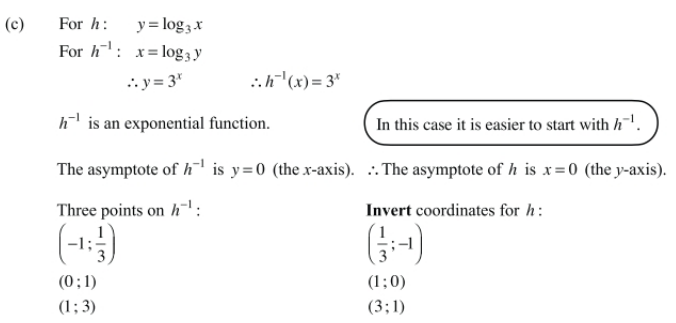 (c) For h : y = log₃ x
For h⁻¹ : x = log₃ y
∴ y = 3ˣ ∴ h⁻¹(x) = 3ˣ
h⁻¹ is an exponential function. In this case it is easier to start with h⁻¹.
The asymptote of h⁻¹ is y = 0 (the x-axis). ∴ The asymptote of h is x = 0 (the y-axis).
Three points on h⁻¹ : Invert coordinates for h :
(−1; 1/3) (1/3; −1)
(0 ; 1) (1; 0)
(1; 3) (3; 1)